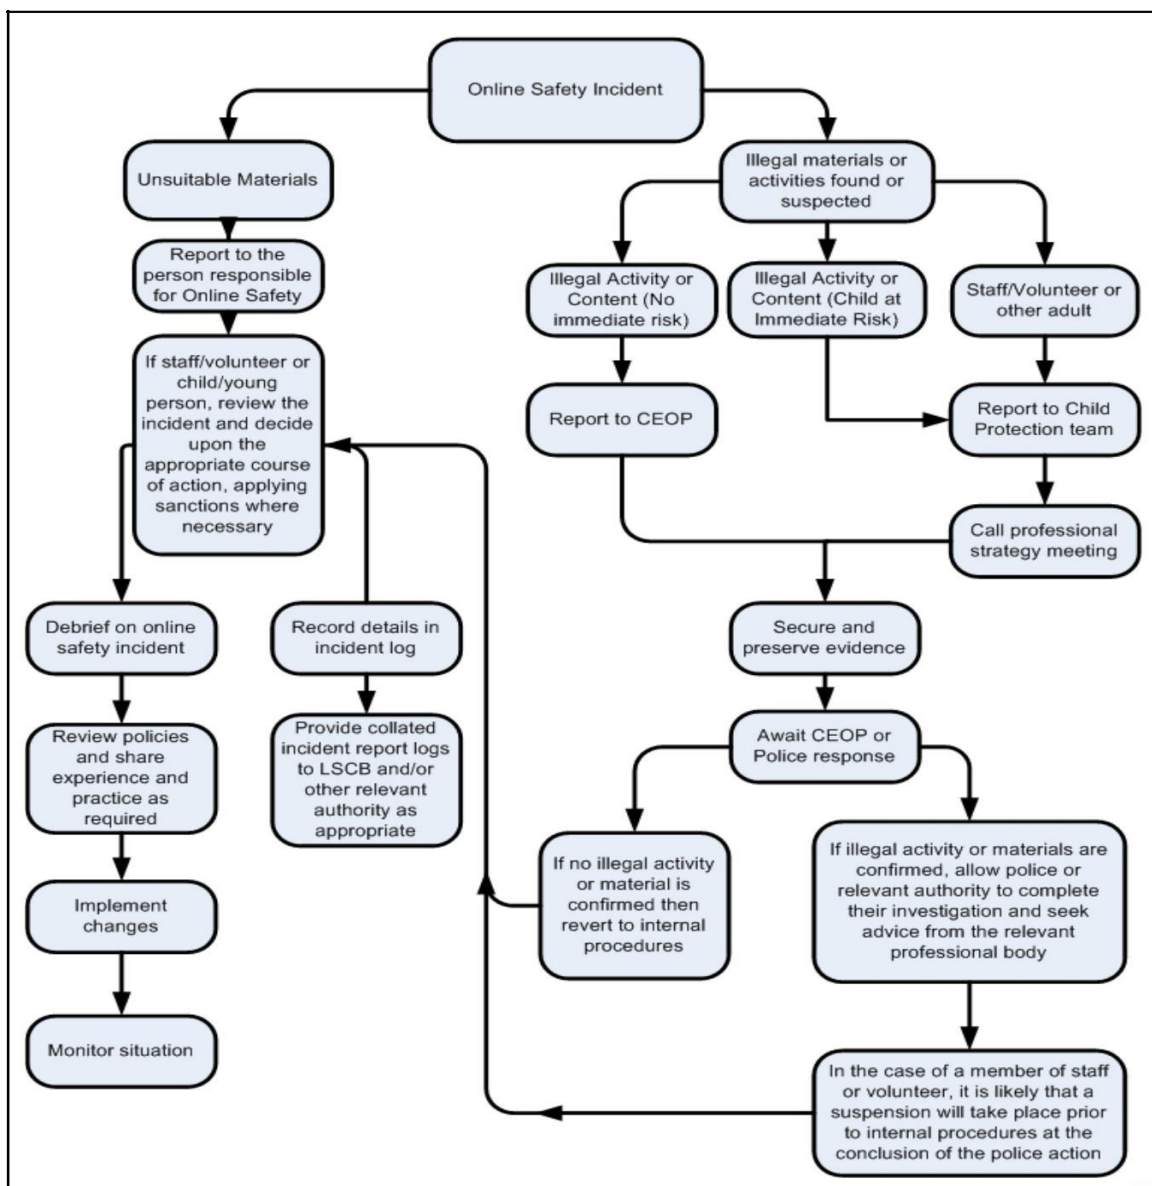 Online Safety Incident
Unsuitable Materials
Report to the
person responsible
for Online Safety
If staff/volunteer or
child/young
person, review the
incident and decide
upon the
appropriate course
of action, applying
sanctions where
necessary
Debrief on online
safety incident
Review policies
and share
experience and
practice as
required
Implement
changes
Monitor situation
Record details in
incident log
Provide collated
incident report logs
to LSCB and/or
other relevant
authority as
appropriate
Illegal materials or
activities found or
suspected
Illegal Activity or
Content (No
immediate risk)
Illegal Activity or
Content (Child at
Immediate Risk)
Staff/Volunteer or
other adult
Report to CEOP
Report to Child
Protection team
Call professional
strategy meeting
Secure and
preserve evidence
Await CEOP or
Police response
If no illegal activity
or material is
confirmed then
revert to internal
procedures
If illegal activity or materials are
confirmed, allow police or
relevant authority to complete
their investigation and seek
advice from the relevant
professional body
In the case of a member of staff
or volunteer, it is likely that a
suspension will take place prior
to internal procedures at the
conclusion of the police action